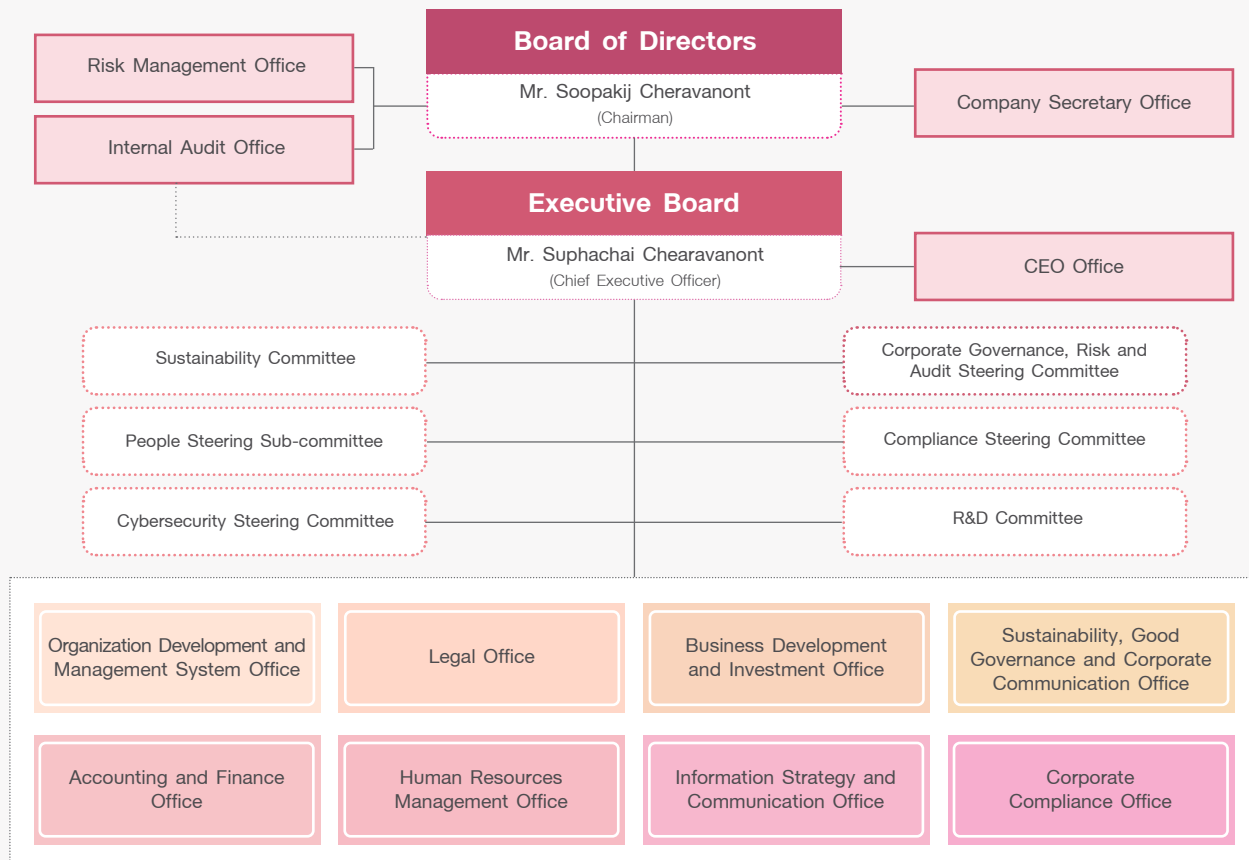 Board of Directors
Mr. Soopakij Cheravanont
(Chairman)
Risk Management Office
Internal Audit Office
Company Secretary Office
Executive Board
Mr. Suphachai Chearavanont
(Chief Executive Officer)
CEO Office
Sustainability Committee
Corporate Governance, Risk and
Audit Steering Committee
People Steering Sub-committee
Compliance Steering Committee
Cybersecurity Steering Committee
R&D Committee
Organization Development and
Management System Office
Legal Office
Business Development
and Investment Office
Sustainability, Good
Governance and Corporate
Communication Office
Accounting and Finance
Office
Human Resources
Management Office
Information Strategy and
Communication Office
Corporate
Compliance Office